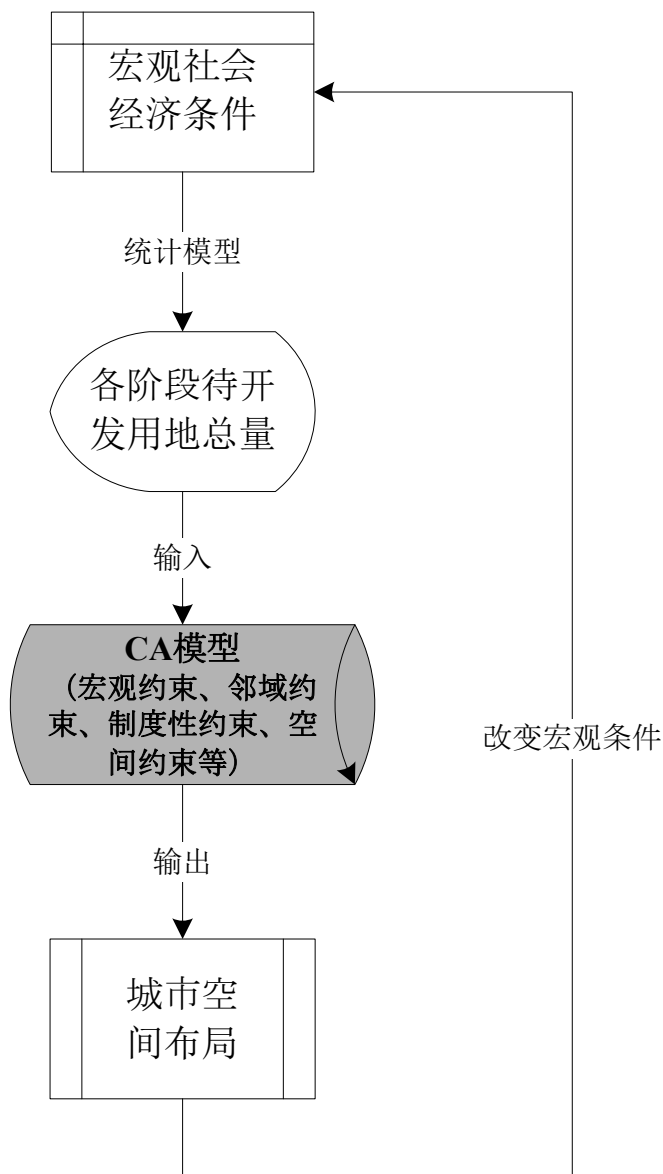 宏观社会
经济条件
统计模型
各阶段待开
发用地总量
输入
CA模型
（宏观约束、邻域约
束、制度性约束、空
间约束等）
改变宏观条件
输出
城市空
间布局